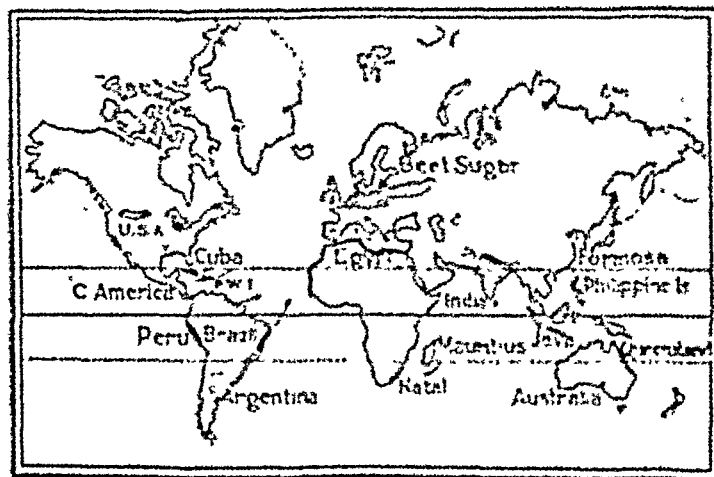 Beet Sugar
U.S.A
Cuba
Egypt
Formosa
W I
Philippine Is
C America
India
Peru
Brazil
Mauritius
Java
Queensland
Natal
Argentina
Australia